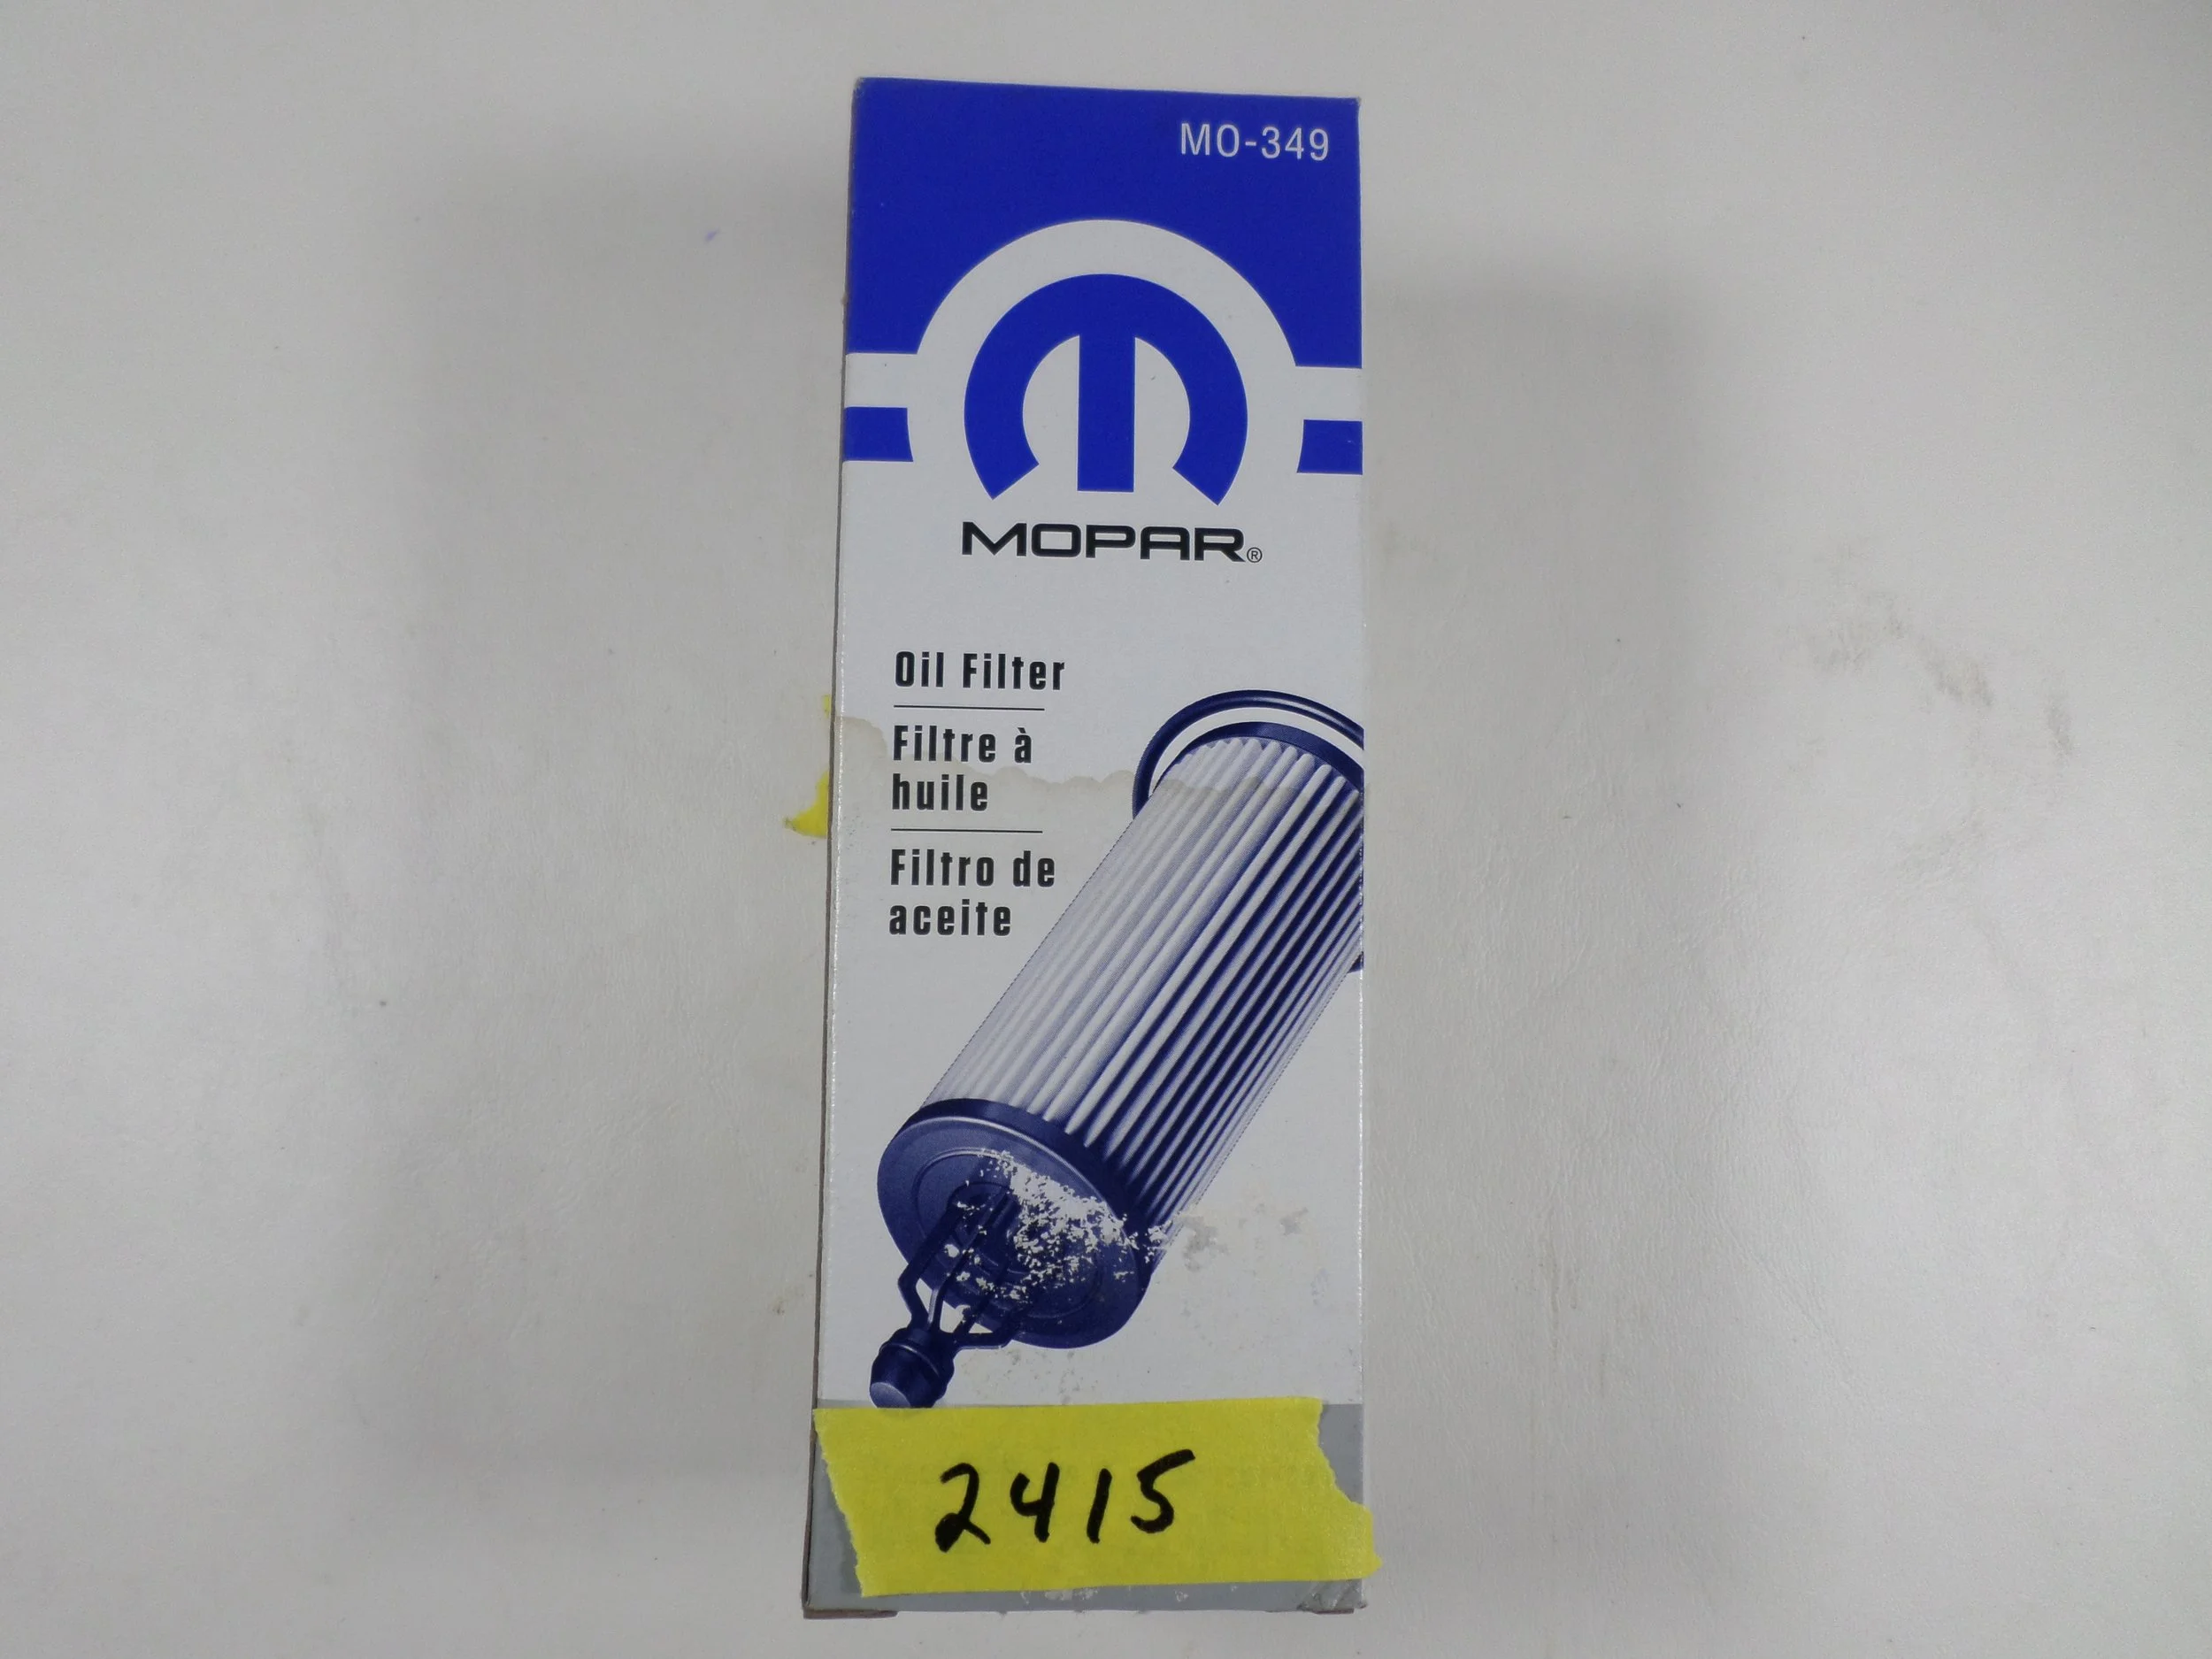 MO-349
MOPAR®
Oil Filter
Filtre à
huile
Filtro de
aceite
2415